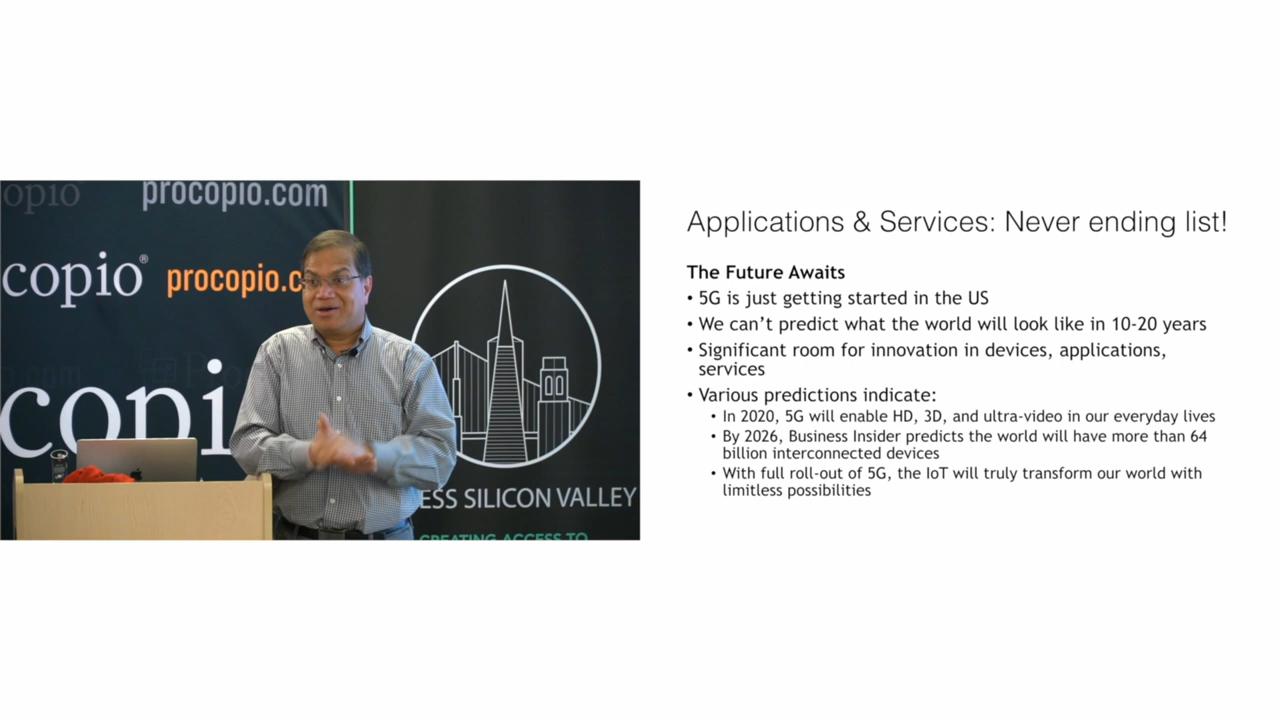 opio
procopio.com
copio®
procopio.c
copi
ESS SILICON VALLEY
CREATING ACCESS TO
Applications & Services: Never ending list!
The Future Awaits
• 5G is just getting started in the US
• We can’t predict what the world will look like in 10-20 years
• Significant room for innovation in devices, applications,
services
• Various predictions indicate:
• In 2020, 5G will enable HD, 3D, and ultra-video in our everyday lives
• By 2026, Business Insider predicts the world will have more than 64
billion interconnected devices
• With full roll-out of 5G, the IoT will truly transform our world with
limitless possibilities